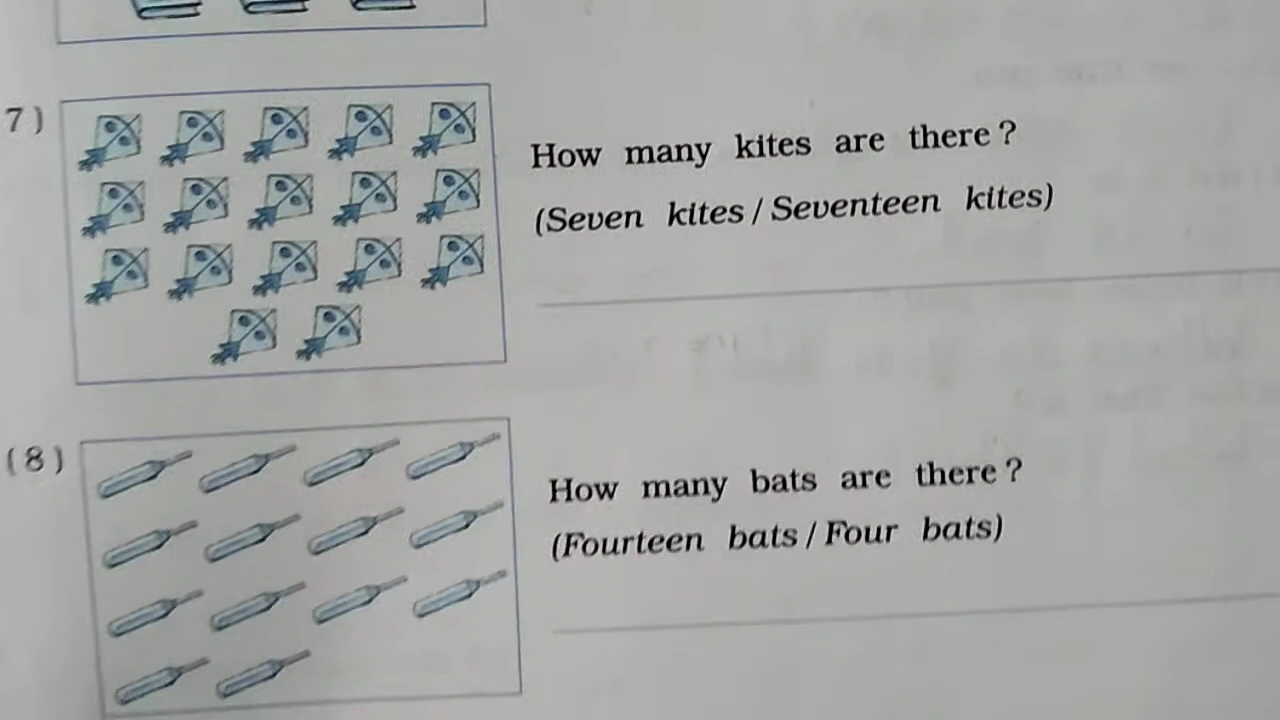 7)
How many kites are there ?
(Seven kites / Seventeen kites)
(8)
How many bats are there ?
(Fourteen bats / Four bats)